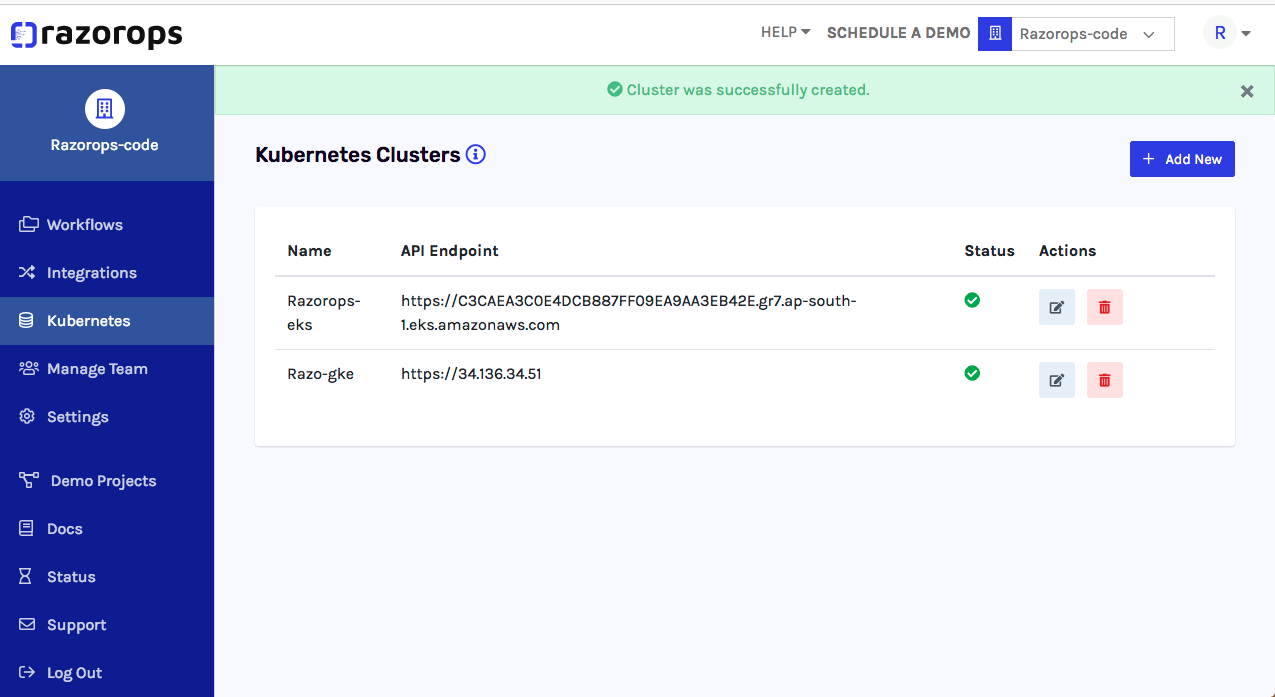 razorops
HELP
SCHEDULE A DEMO
Razorops-code
R
Razorops-code
Workflows
Integrations
Kubernetes
Manage Team
Settings
Demo Projects
Docs
Status
Support
Log Out
Cluster was successfully created.
Kubernetes Clusters
+ Add New
Name API Endpoint Status Actions
Razorops- https://C3CAEA3C0E4DCB887FF09EA9AA3EB42E.gr7.ap-south-
eks 1.eks.amazonaws.com
Razo-gke https://34.136.34.51